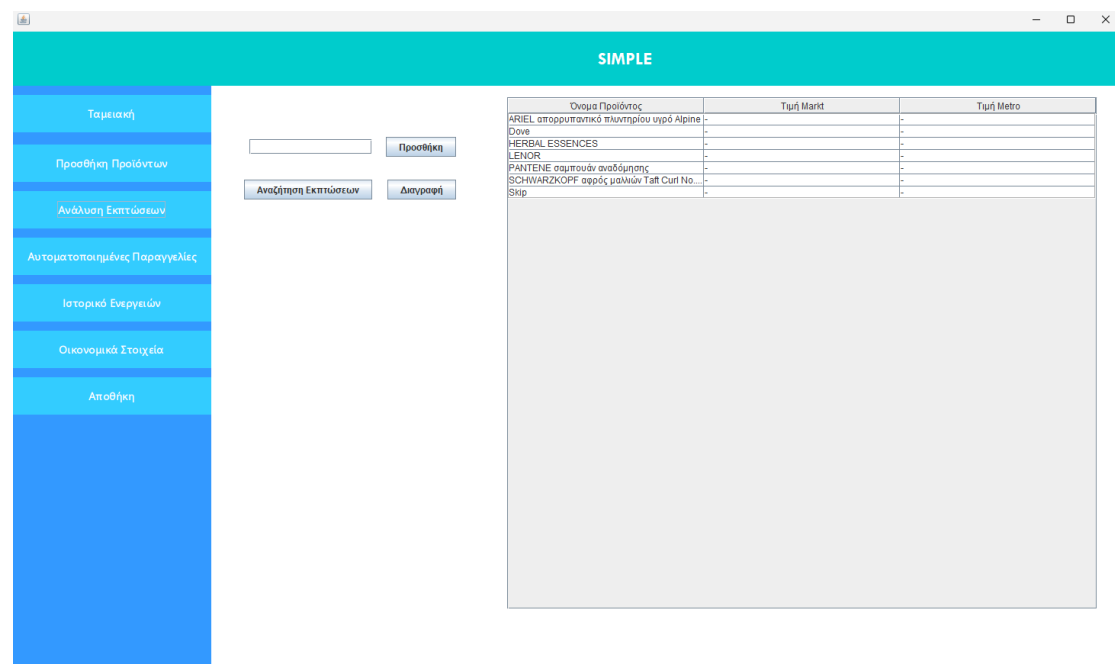 SIMPLE
Ταμειακή
Προσθήκη Προϊόντων
Ανάλυση Εκπτώσεων
Αυτοματοποιημένες Παραγγελίες
Ιστορικό Ενεργειών
Οικονομικά Στοιχεία
Αποθήκη
Προσθήκη
Αναζήτηση Εκπτώσεων Διαγραφή
Όνομα Προϊόντος Τιμή Markt Τιμή Metro
ARIEL απορρυπαντικό πλυντηρίου υγρό Alpine - -
Dove - -
HERBAL ESSENCES - -
LENOR - -
PANTENE σαμπουάν αναδόμησης - -
SCHWARZKOPF αφρός μαλλιών Taft Curl No.... - -
Skip - -